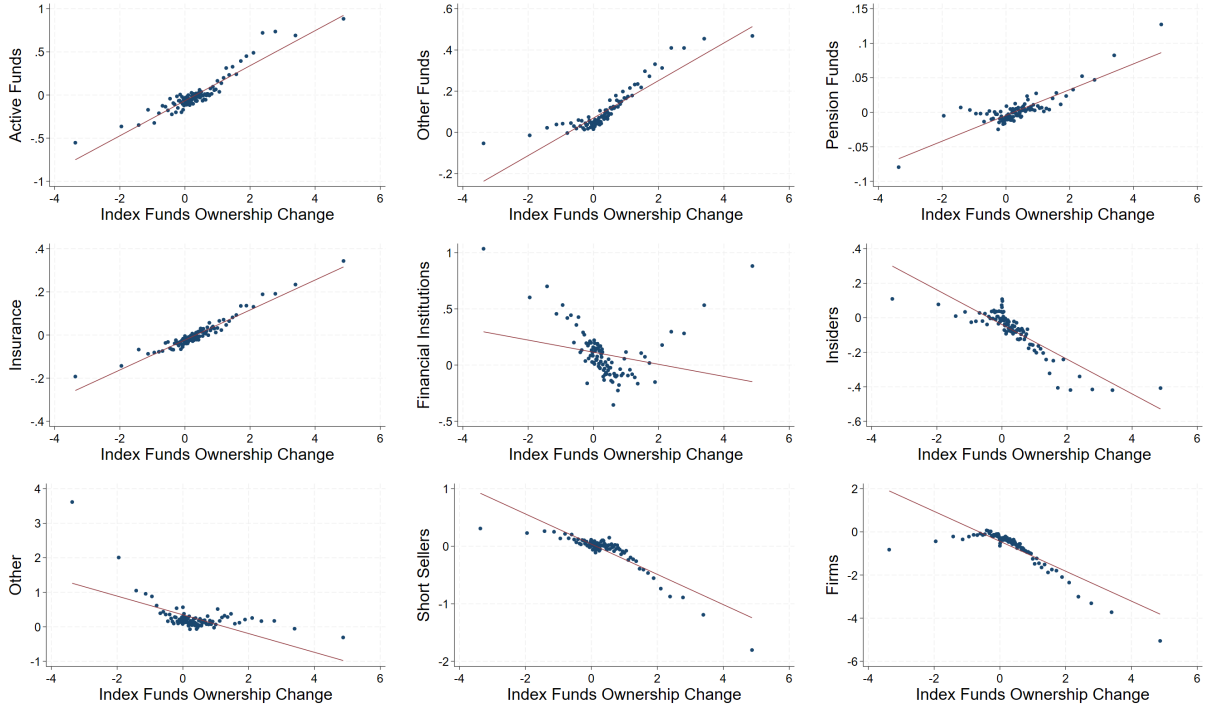 1
.5
0
-.5
-1
Active Funds
-4 -2 0 2 4 6
Index Funds Ownership Change
.6
.4
.2
0
-.2
Other Funds
-4 -2 0 2 4 6
Index Funds Ownership Change
.15
.1
.05
0
-.05
-.1
Pension Funds
-4 -2 0 2 4 6
Index Funds Ownership Change
.4
.2
0
-.2
-.4
Insurance
-4 -2 0 2 4 6
Index Funds Ownership Change
1
.5
0
-.5
Financial Institutions
-4 -2 0 2 4 6
Index Funds Ownership Change
.4
.2
0
-.2
-.4
-.6
Insiders
-4 -2 0 2 4 6
Index Funds Ownership Change
4
3
2
1
0
-1
Other
-4 -2 0 2 4 6
Index Funds Ownership Change
1
0
-1
-2
Short Sellers
-4 -2 0 2 4 6
Index Funds Ownership Change
2
0
-2
-4
-6
Firms
-4 -2 0 2 4 6
Index Funds Ownership Change